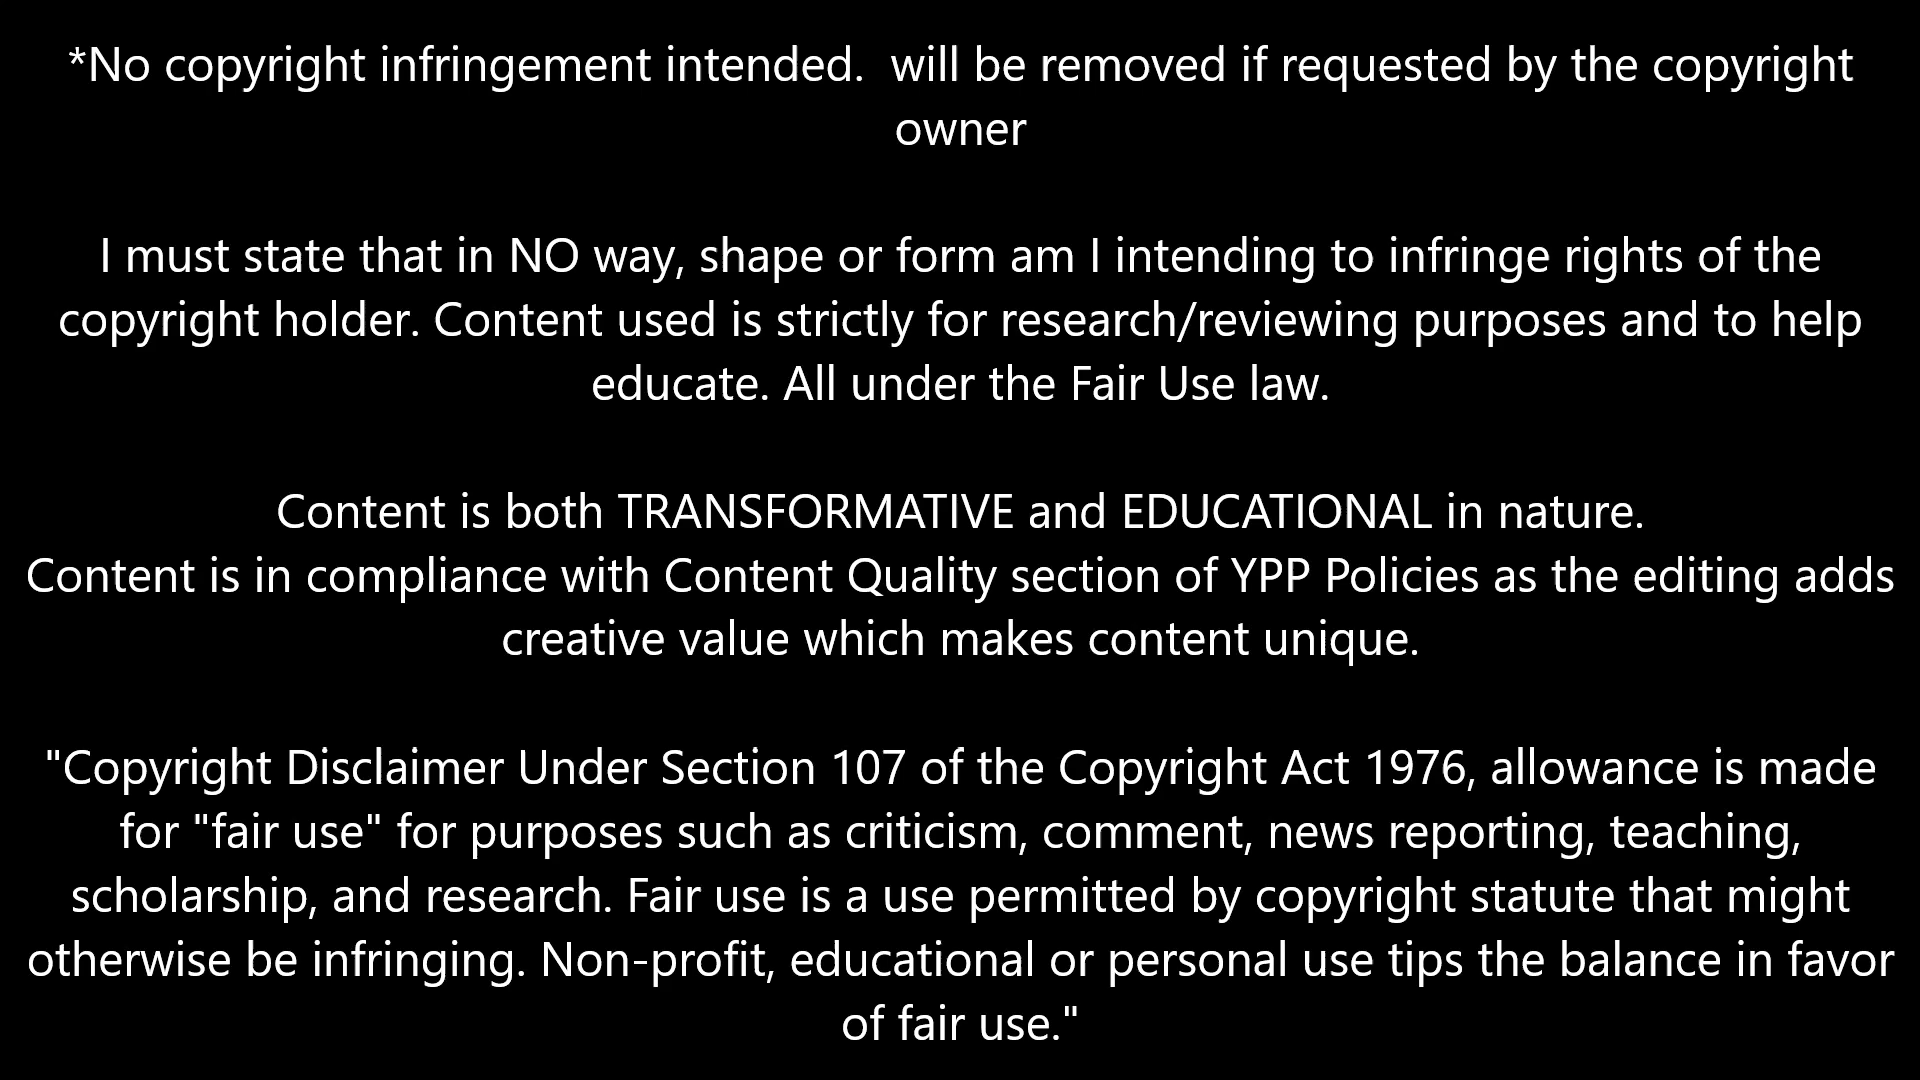 *No copyright infringement intended.  will be removed if requested by the copyright
owner
I must state that in NO way, shape or form am I intending to infringe rights of the
copyright holder. Content used is strictly for research/reviewing purposes and to help
educate. All under the Fair Use law.
Content is both TRANSFORMATIVE and EDUCATIONAL in nature.
Content is in compliance with Content Quality section of YPP Policies as the editing adds
creative value which makes content unique.
"Copyright Disclaimer Under Section 107 of the Copyright Act 1976, allowance is made
for "fair use" for purposes such as criticism, comment, news reporting, teaching,
scholarship, and research. Fair use is a use permitted by copyright statute that might
otherwise be infringing. Non-profit, educational or personal use tips the balance in favor
of fair use."